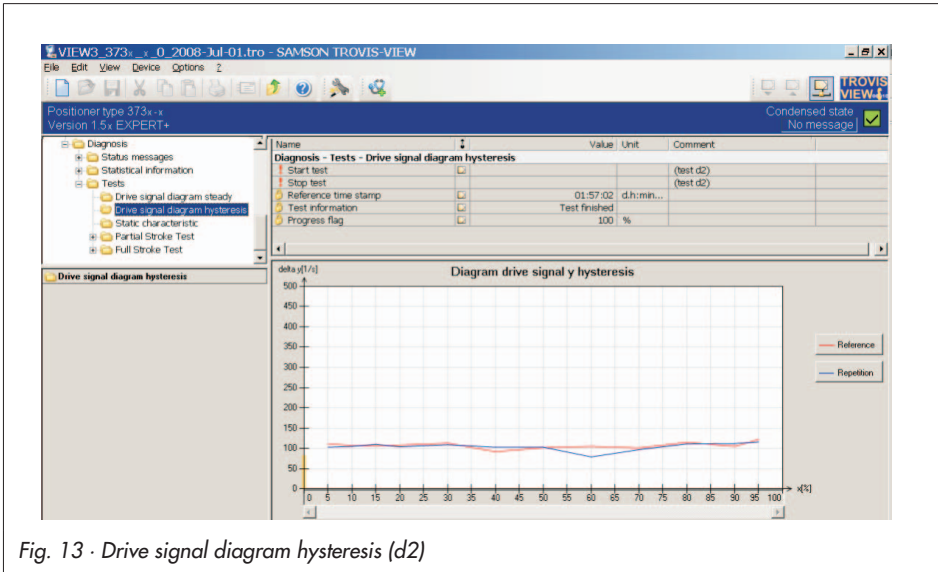 VIEW3_373x_x_0_2008-Jul-01.tro - SAMSON TROVIS-VIEW
File Edit View Device Options ?
TROVIS
VIEW
Positioner type 373x-x
Version 1.5x EXPERT+
Condensed state
No message
Diagnosis
Status messages
Statistical information
Tests
Drive signal diagram steady
Drive signal diagram hysteresis
Static characteristic
Partial Stroke Test
Full Stroke Test
Name Value Unit Comment
Diagnosis - Tests - Drive signal diagram hysteresis
! Start test (test d2)
! Stop test (test d2)
Reference time stamp 01:57:02 d.h:min...
Test information Test finished
Progress flag 100 %
Drive signal diagram hysteresis
delta y[1/s]
Diagram drive signal y hysteresis
500
450
400
350
300
250
200
150
100
50
0
0 5 10 15 20 25 30 35 40 45 50 55 60 65 70 75 80 85 90 95 100
x[%]
Reference
Repetition
Fig. 13 · Drive signal diagram hysteresis (d2)